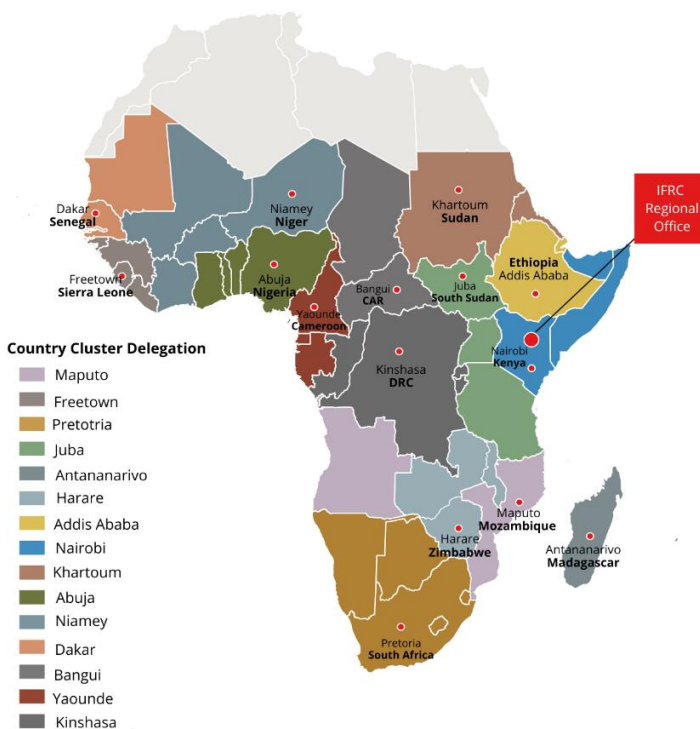 IFRC
Regional
Office
Dakar
Senegal
Niamey
Niger
Khartoum
Sudan
Ethiopia
Addis Ababa
Freetown
Sierra Leone
Abuja
Nigeria
Bangui
CAR
Juba
South Sudan
Yaounde
Cameroon
Nairobi
Kenya
Kinshasa
DRC
Maputo
Mozambique
Harare
Zimbabwe
Antananarivo
Madagascar
Pretoria
South Africa
Country Cluster Delegation
Maputo
Freetown
Pretotria
Juba
Antananarivo
Harare
Addis Ababa
Nairobi
Khartoum
Abuja
Niamey
Dakar
Bangui
Yaounde
Kinshasa